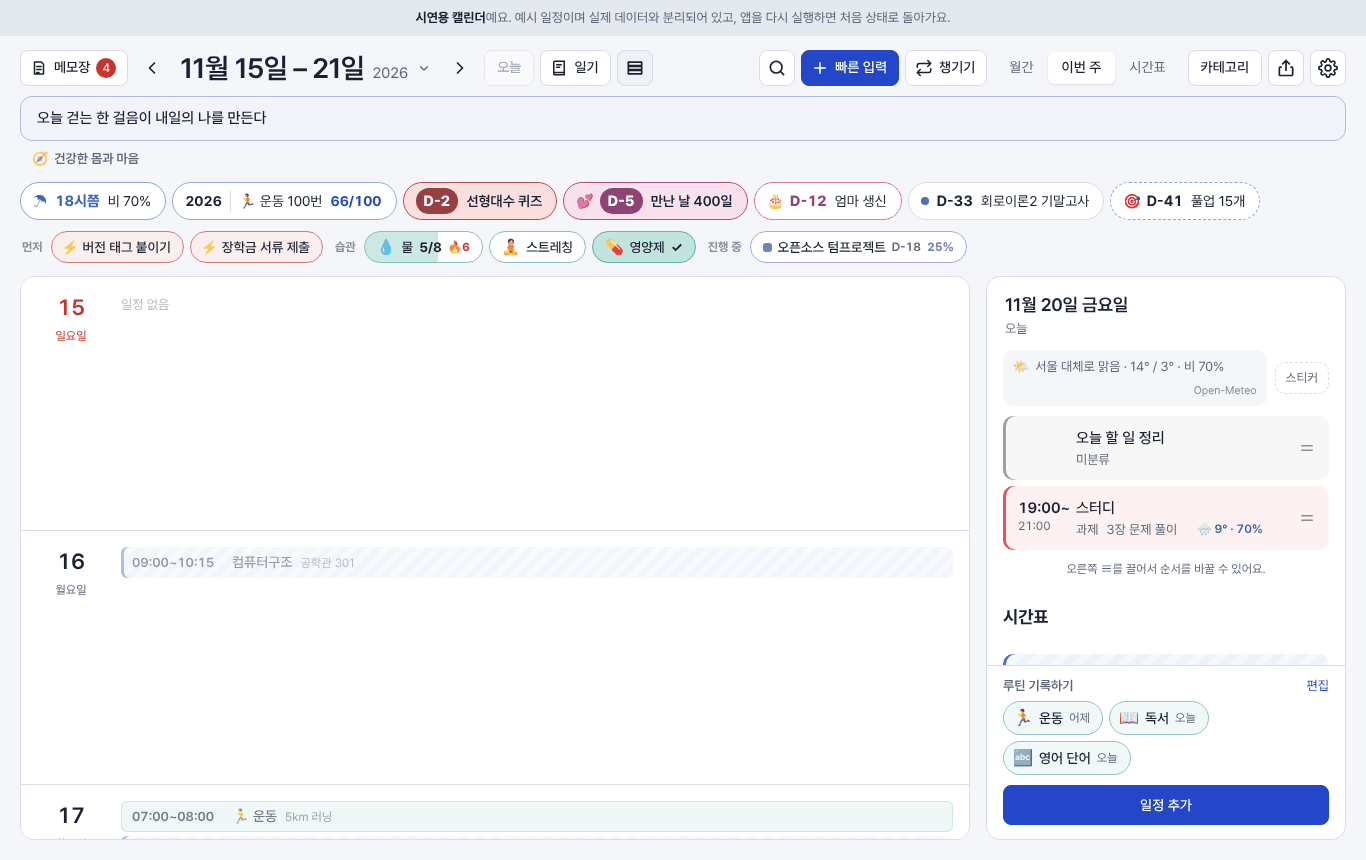 시연용 캘린더예요. 예시 일정이며 실제 데이터와 분리되어 있고, 앱을 다시 실행하면 처음 상태로 돌아가요.
메모장 4 11월 15일 – 21일 2026 오늘 일기 빠른 입력 챙기기 월간 이번 주 시간표 카테고리
오늘 걷는 한 걸음이 내일의 나를 만든다
건강한 몸과 마음
18시쯤 비 70% 2026 운동 100번 66/100 D-2 선형대수 퀴즈 D-5 만난 날 400일 D-12 엄마 생신 D-33 회로이론2 기말고사 D-41 풀업 15개
먼저 버전 태그 붙이기 장학금 서류 제출 습관 물 5/8 6 스트레칭 영양제 진행 중 오픈소스 텀프로젝트 D-18 25%
15 일정 없음
일요일
16 09:00~10:15 컴퓨터구조 공학관 301
월요일
17 07:00~08:00 운동 5km 러닝
11월 20일 금요일
오늘
서울 대체로 맑음 · 14° / 3° · 비 70%
Open-Meteo
스티커
오늘 할 일 정리
미분류
19:00~ 스터디
21:00 과제 3장 문제 풀이 9° · 70%
오른쪽 ☰를 끌어서 순서를 바꿀 수 있어요.
시간표
루틴 기록하기 편집
운동 어제 독서 오늘
abc 영어 단어 오늘
일정 추가